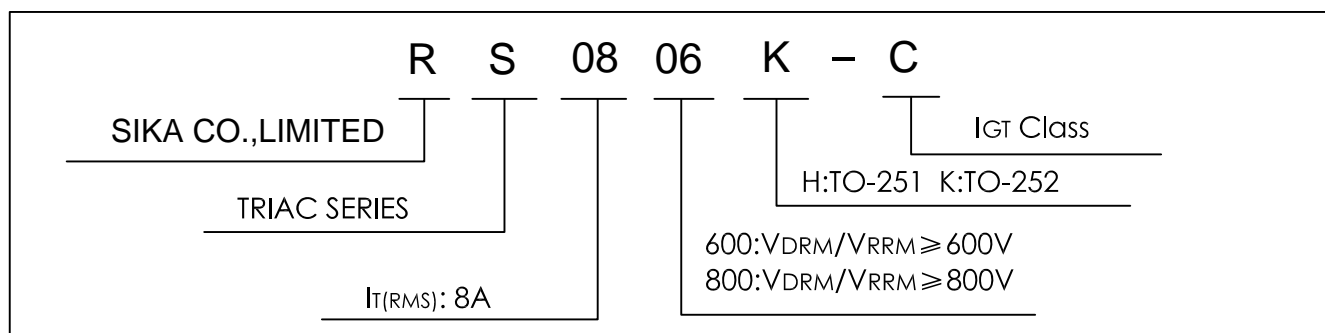 R S 08 06 K – C
SIKA CO.,LIMITED
IGT Class
H:TO-251 K:TO-252
TRIAC SERIES
600:VDRM/VRRM≥600V
800:VDRM/VRRM≥800V
IT(RMS): 8A